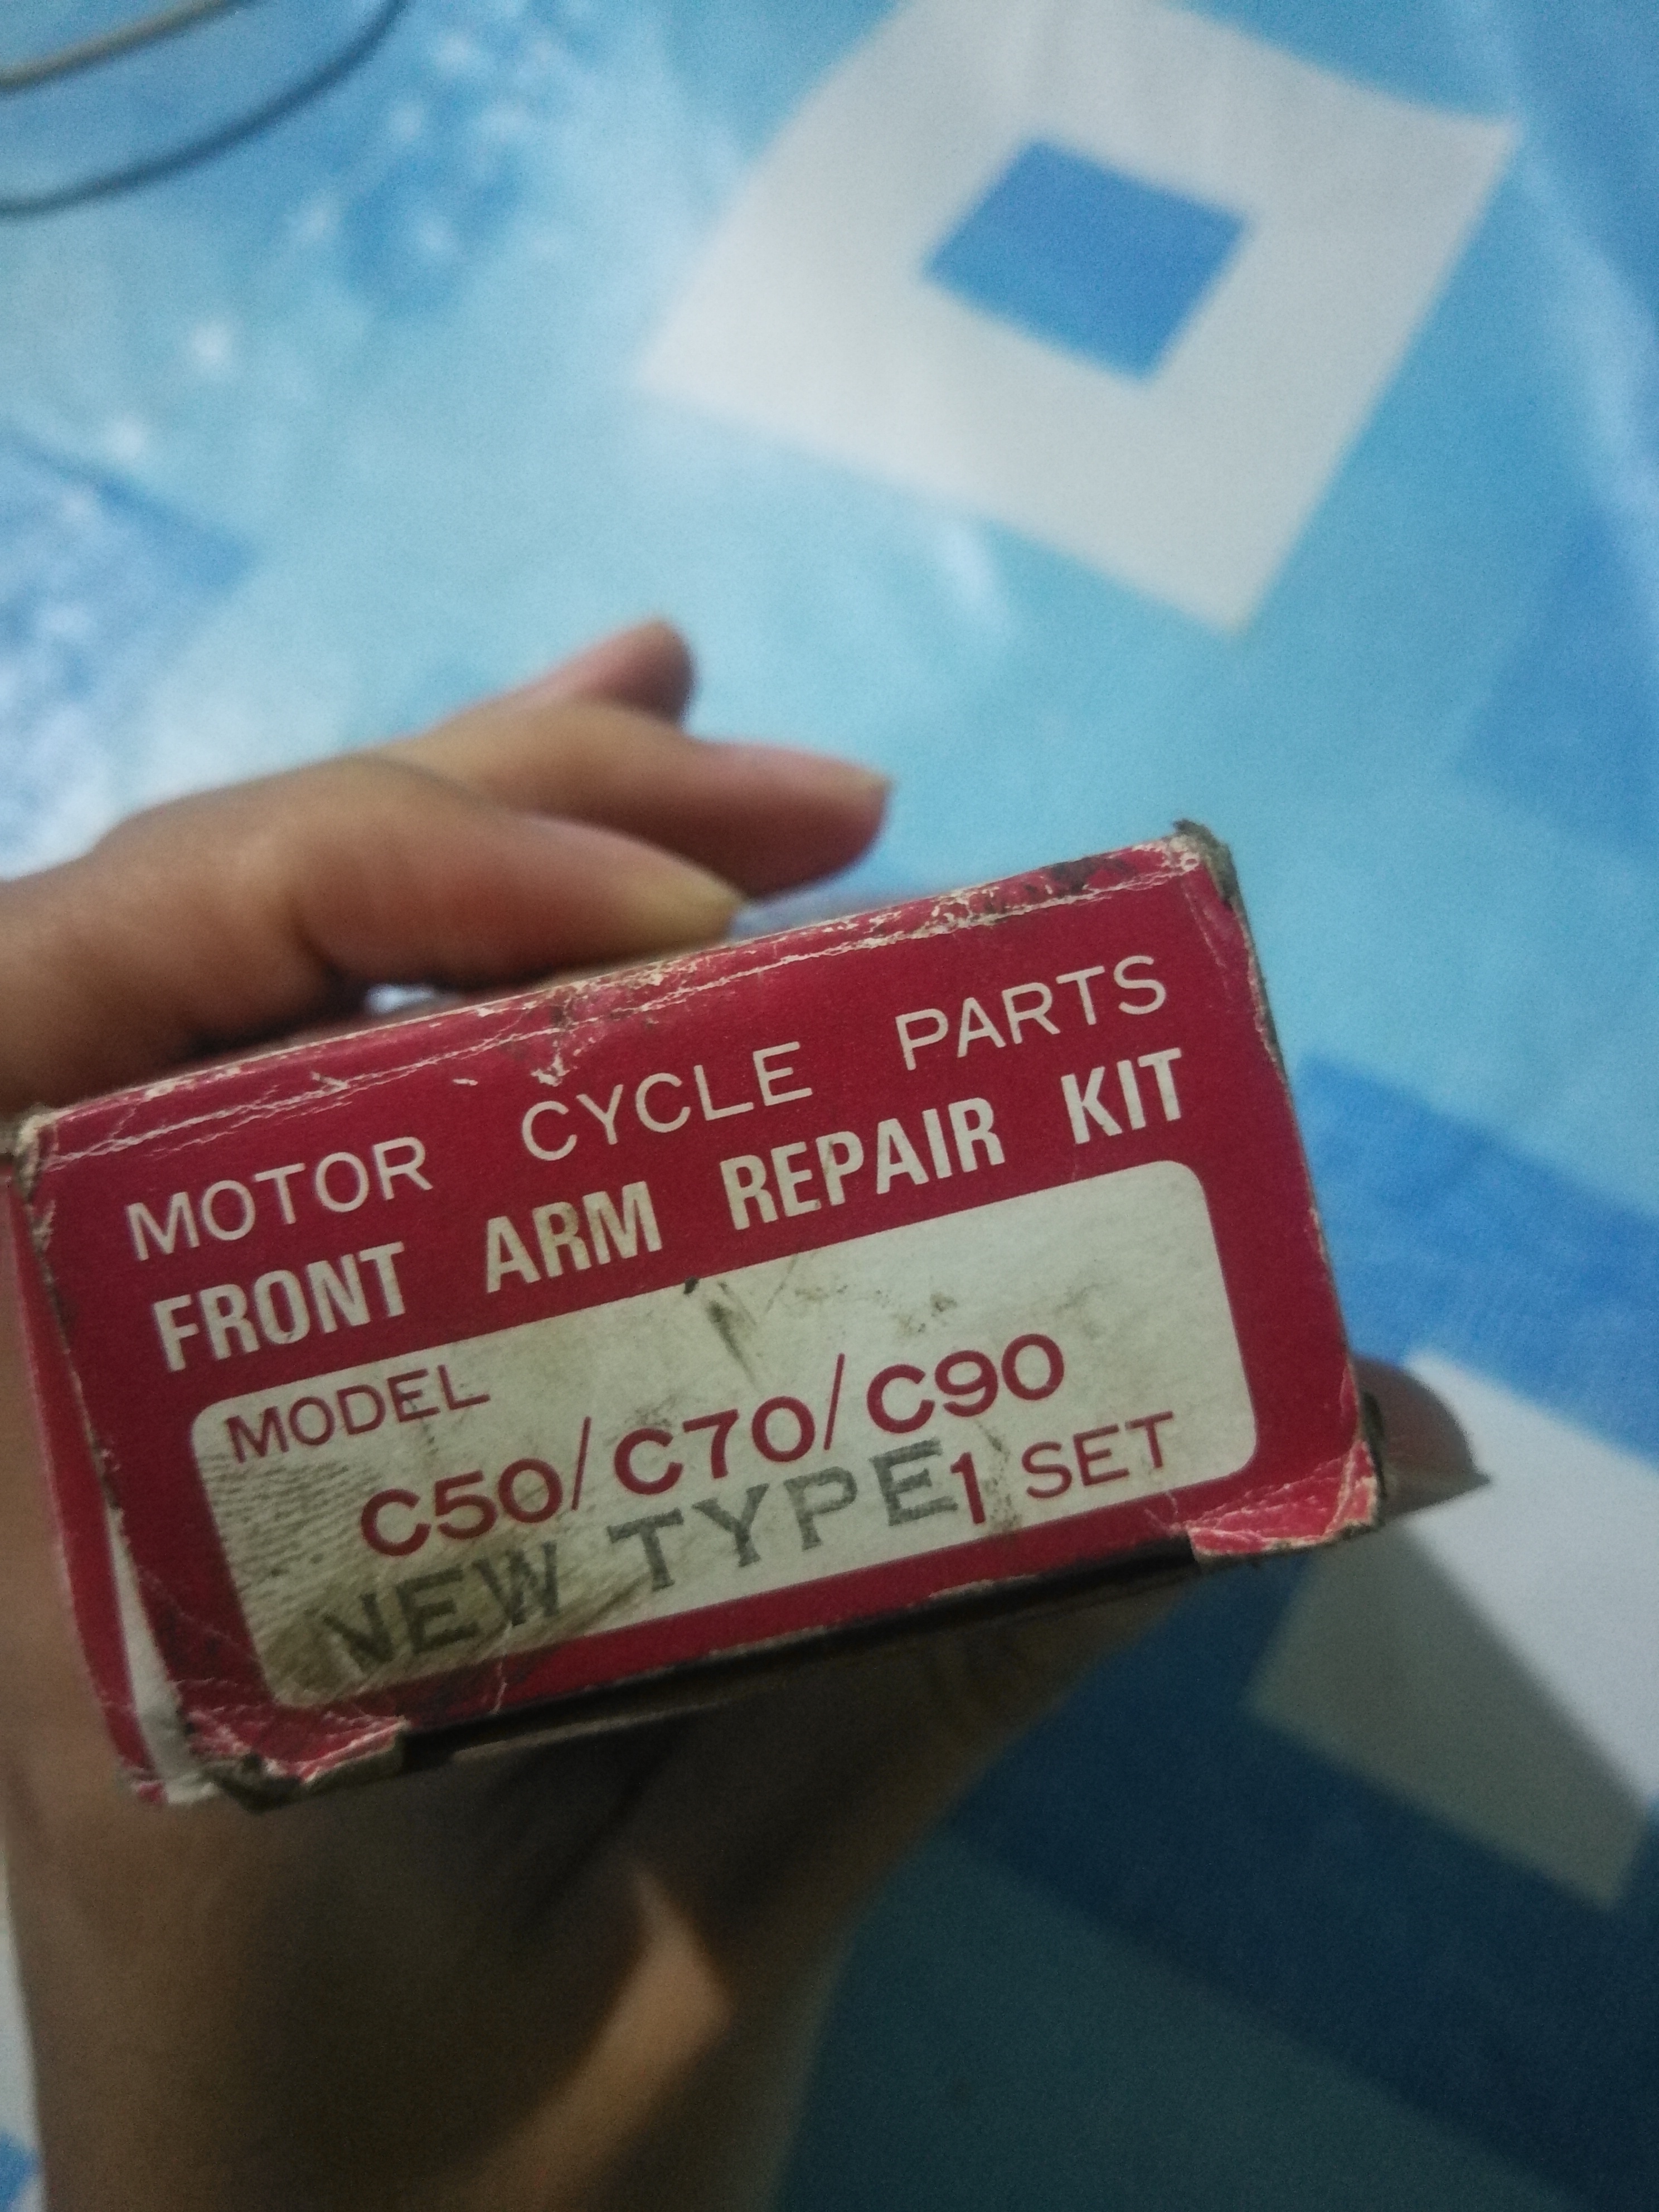 MOTOR CYCLE PARTS
FRONT ARM REPAIR KIT
MODEL
C50/C70/C90
NEW TYPE 1 SET